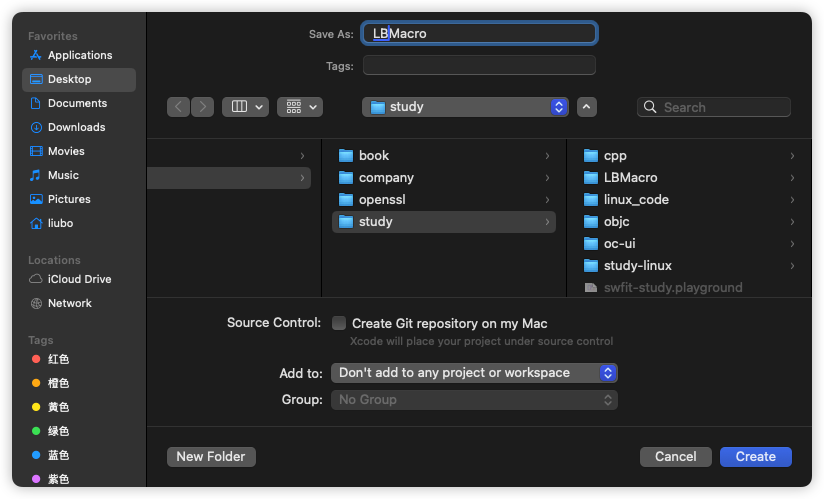 Favorites
Applications
Desktop
Documents
Downloads
Movies
Music
Pictures
liubo
Locations
iCloud Drive
Network
Tags
红色
橙色
黄色
绿色
蓝色
紫色
Save As: LBMacro
Tags:
study
Search
book
company
openssl
study
cpp
LBMacro
linux_code
objc
oc-ui
study-linux
swfit-study.playground
Source Control: Create Git repository on my Mac
Xcode will place your project under source control
Add to: Don't add to any project or workspace
Group: No Group
New Folder Cancel Create